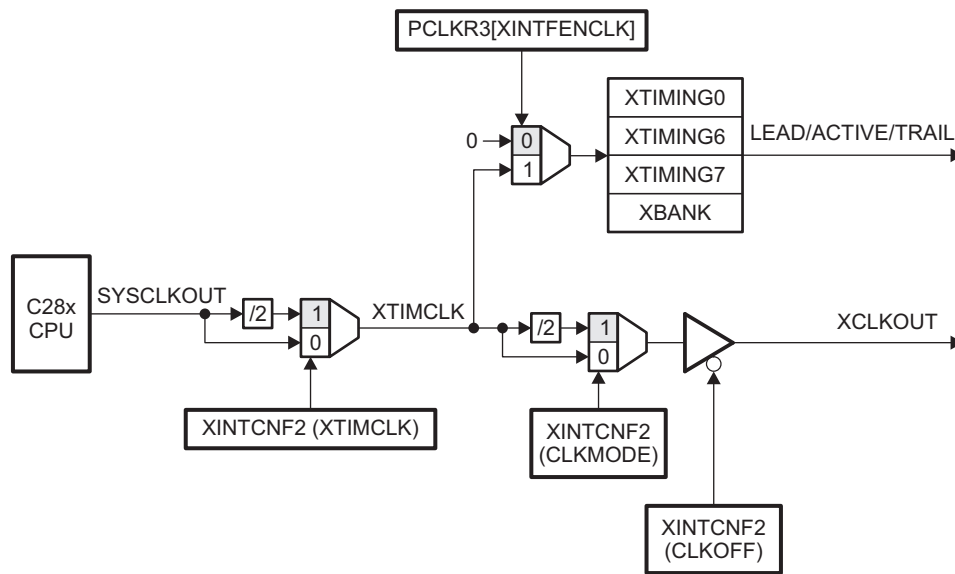 PCLKR3[XINTFENCLK]
XTIMING0
0
0
XTIMING6
LEAD/ACTIVE/TRAIL
1
XTIMING7
XBANK
C28x
CPU
SYSCLKOUT
/2
1
0
XTIMCLK
/2
1
0
XCLKOUT
XINTCNF2 (XTIMCLK)
XINTCNF2
(CLKMODE)
XINTCNF2
(CLKOFF)